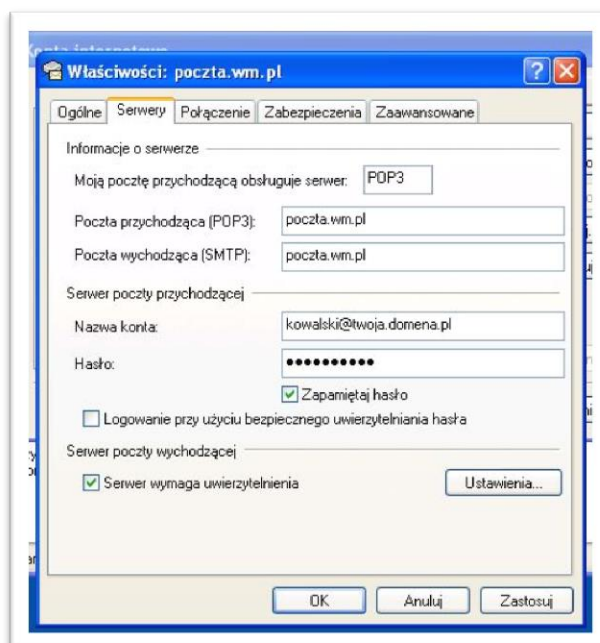 Konta internetowe
Właściwości: poczta.wm.pl
Ogólne Serwery Połączenie Zabezpieczenia Zaawansowane
Informacje o serwerze
Moją pocztę przychodzącą obsługuje serwer: POP3
Poczta przychodząca (POP3): poczta.wm.pl
Poczta wychodząca (SMTP): poczta.wm.pl
Serwer poczty przychodzącej
Nazwa konta: kowalski@twoja.domena.pl
Hasło: ●●●●●●●●●●
Zapamiętaj hasło
Logowanie przy użyciu bezpiecznego uwierzytelniania hasła
Serwer poczty wychodzącej
Serwer wymaga uwierzytelnienia Ustawienia...
OK Anuluj Zastosuj